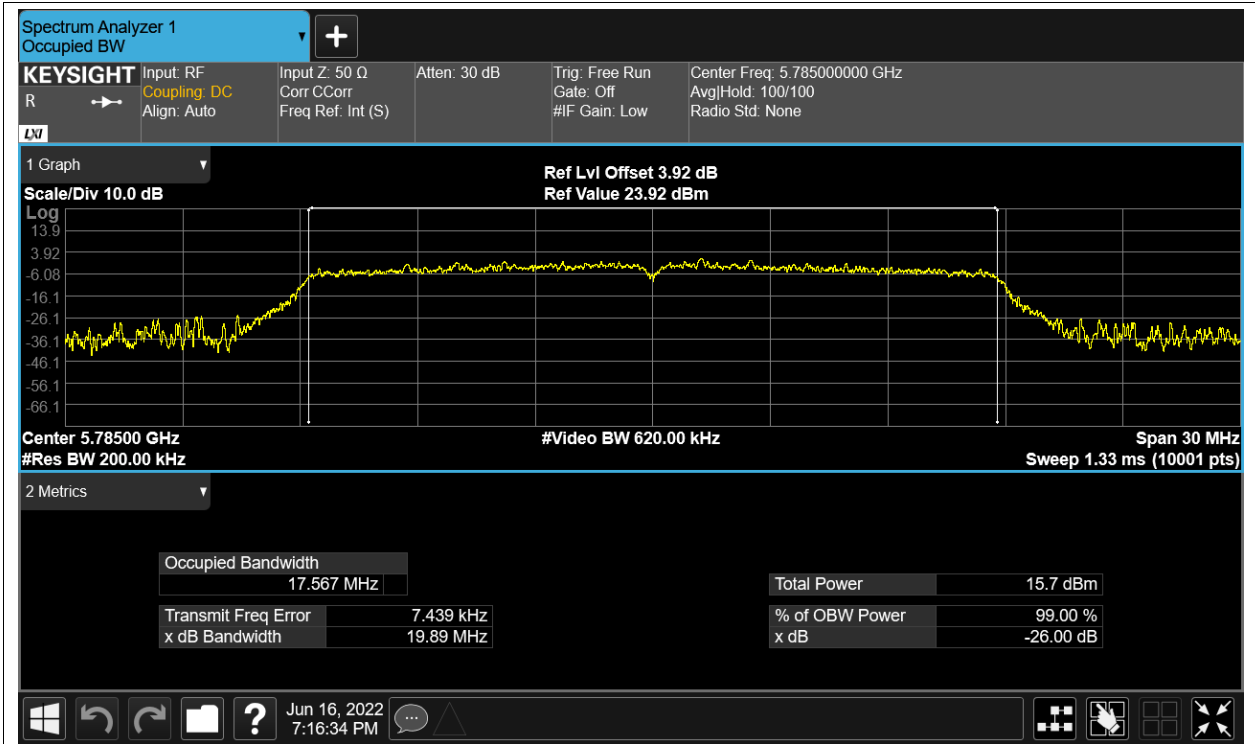 Spectrum Analyzer 1
Occupied BW
KEYSIGHT
R
LXI
Input: RF
Coupling: DC
Align: Auto
Input Z: 50 Ω
Corr CCorr
Freq Ref: Int (S)
Atten: 30 dB
Trig: Free Run
Gate: Off
#IF Gain: Low
Center Freq: 5.785000000 GHz
Avg|Hold: 100/100
Radio Std: None
1 Graph
Scale/Div 10.0 dB
Ref Lvl Offset 3.92 dB
Ref Value 23.92 dBm
Log
13.9
3.92
-6.08
-16.1
-26.1
-36.1
-46.1
-56.1
-66.1
Center 5.78500 GHz
#Video BW 620.00 kHz
Span 30 MHz
#Res BW 200.00 kHz
Sweep 1.33 ms (10001 pts)
2 Metrics
Occupied Bandwidth
17.567 MHz
Transmit Freq Error 7.439 kHz
x dB Bandwidth 19.89 MHz
Total Power 15.7 dBm
% of OBW Power 99.00 %
x dB -26.00 dB
?
Jun 16, 2022
7:16:34 PM